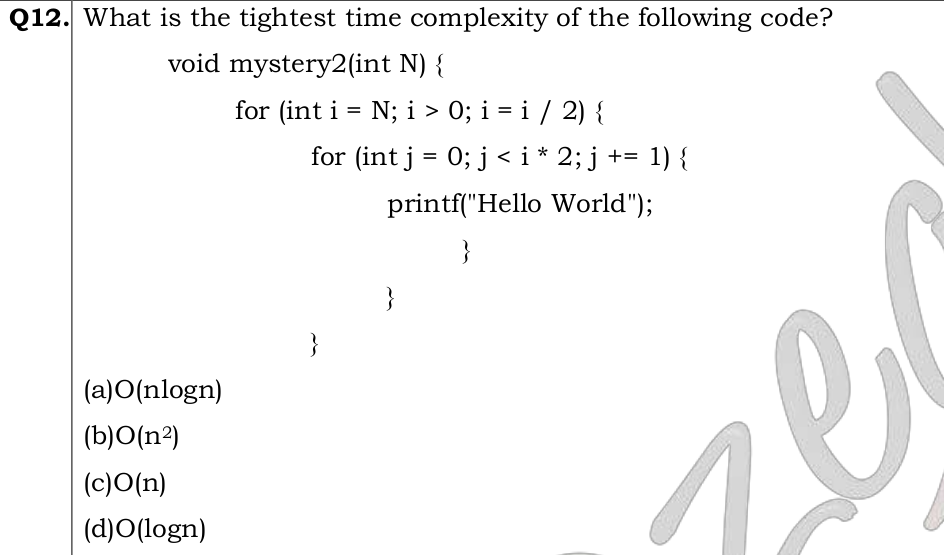 Q12. What is the tightest time complexity of the following code?
void mystery2(int N) {
for (int i = N; i > 0; i = i / 2) {
for (int j = 0; j < i * 2; j += 1) {
printf("Hello World");
}
}
}
(a)O(nlogn)
(b)O(n²)
(c)O(n)
(d)O(logn)